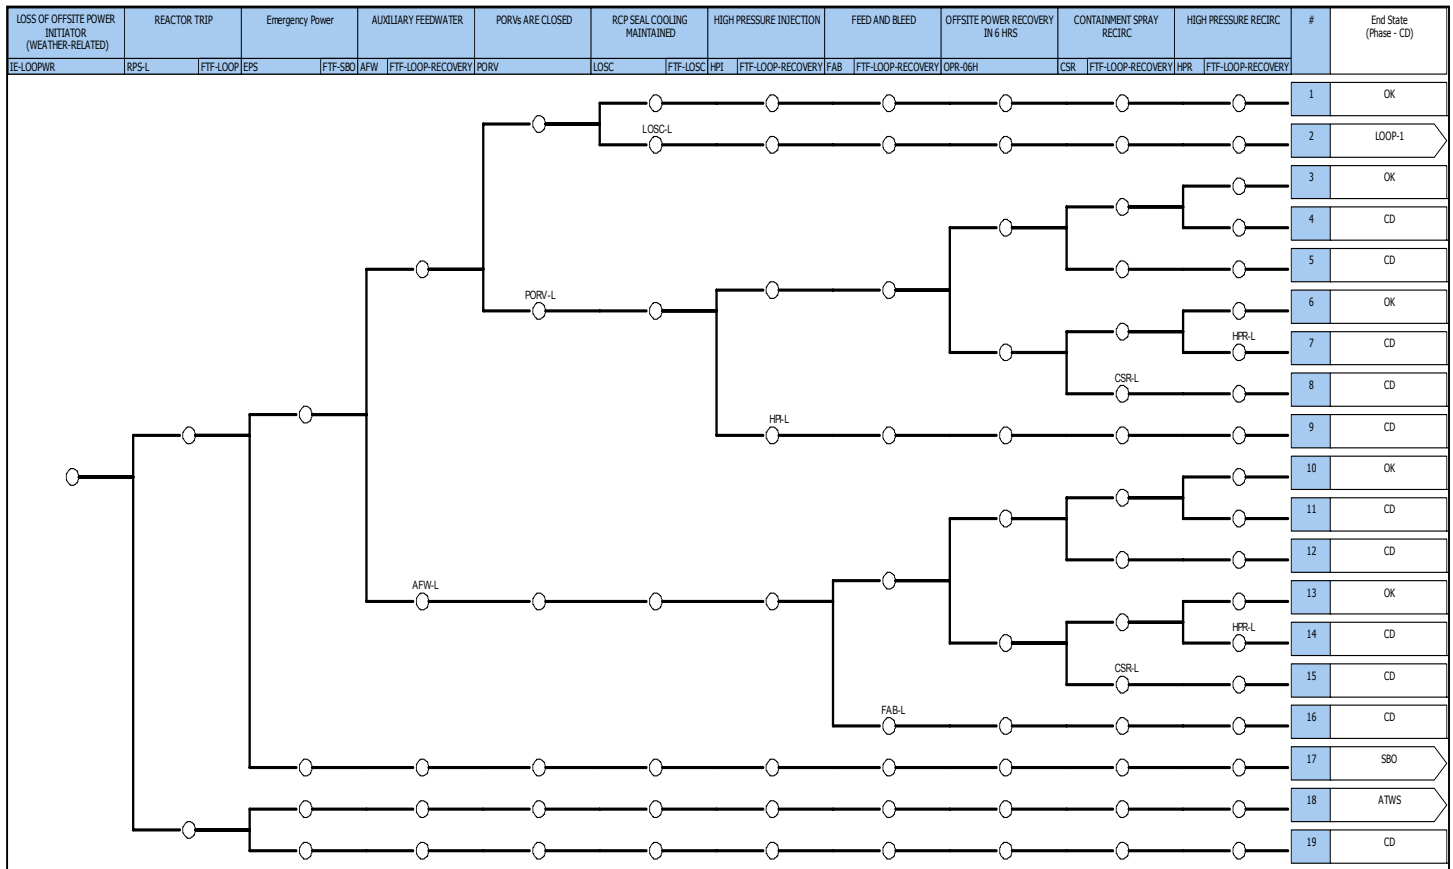 LOSS OF OFFSITE POWER
INITIATOR
(WEATHER-RELATED)
REACTOR TRIP
Emergency Power
AUXILIARY FEEDWATER
PORVs ARE CLOSED
RCP SEAL COOLING
MAINTAINED
HIGH PRESSURE INJECTION
FEED AND BLEED
OFFSITE POWER RECOVERY
IN 6 HRS
CONTAINMENT SPRAY
RECIRC
HIGH PRESSURE RECIRC
#
End State
(Phase - CD)
IE-LOOPWR
RPS-L
FTF-LOOP
EPS
FTF-SBO
AFW
FTF-LOOP-RECOVERY
PORV
LOSC
FTF-LOSC
HPI
FTF-LOOP-RECOVERY
FAB
FTF-LOOP-RECOVERY
OPR-06H
CSR
FTF-LOOP-RECOVERY
HPR
FTF-LOOP-RECOVERY
1 OK
LOSC-L
2 LOOP-1
3 OK
4 CD
5 CD
PORV-L
6 OK
HPR-L
7 CD
CSR-L
8 CD
HPI-L
9 CD
10 OK
11 CD
12 CD
AFW-L
13 OK
HPR-L
14 CD
CSR-L
15 CD
FAB-L
16 CD
17 SBO
18 ATWS
19 CD